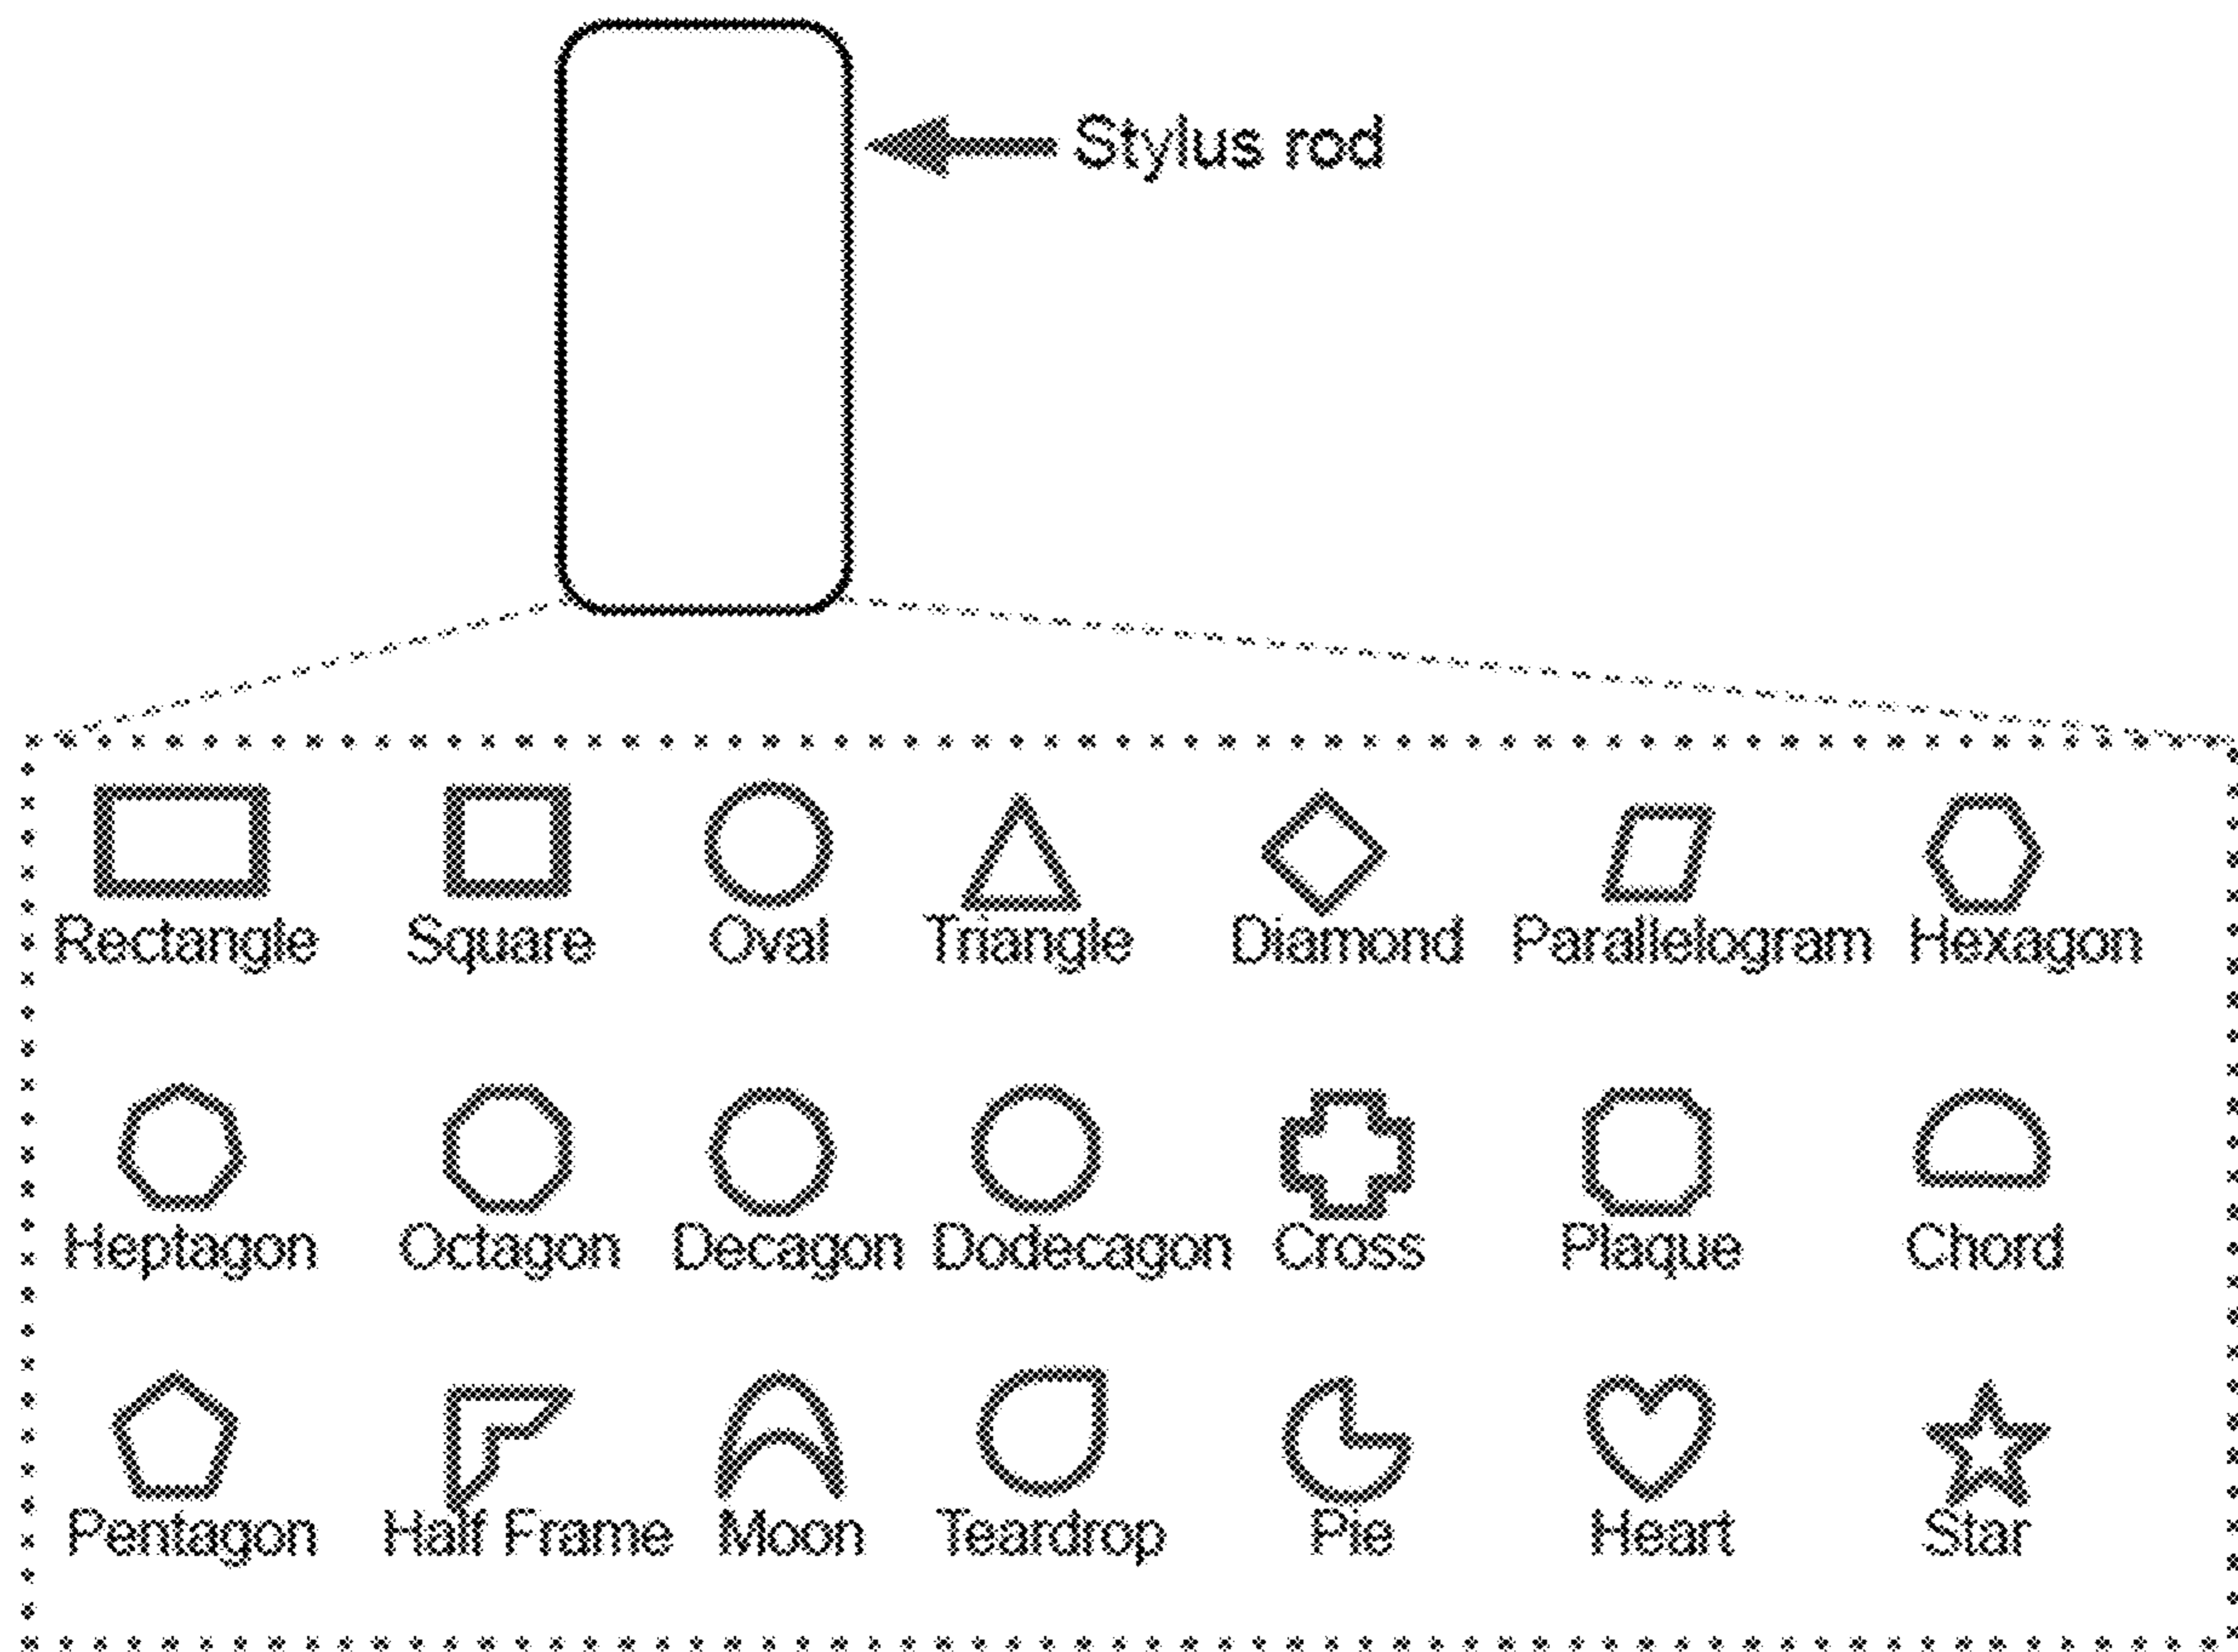 Stylus rod
Rectangle Square Oval Triangle Diamond Parallelogram Hexagon
Heptagon Octagon Decagon Dodecagon Cross Plaque Chord
Pentagon Half Frame Moon Teardrop Pie Heart Star